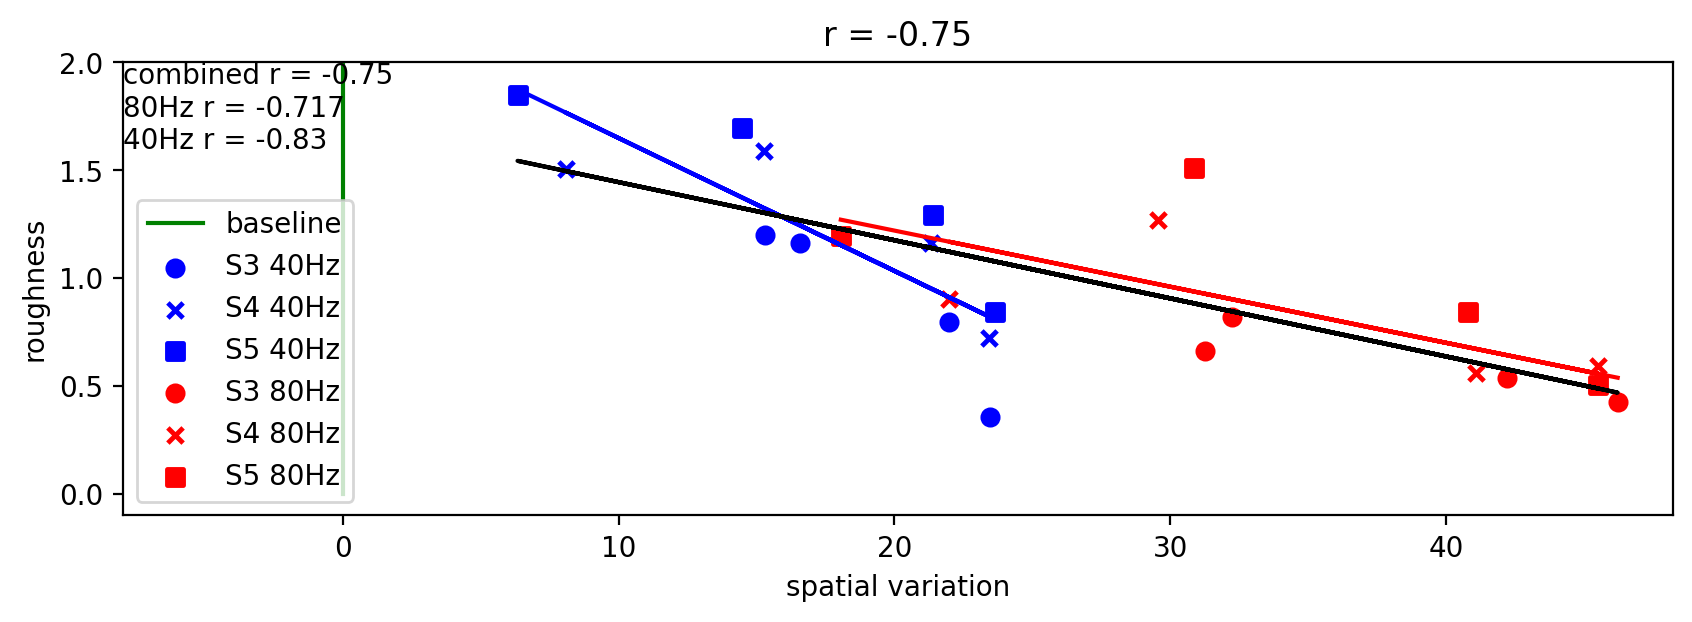 r = -0.75
combined r = -0.75
80Hz r = -0.717
40Hz r = -0.83
2.0
1.5
1.0
0.5
0.0
roughness
baseline
S3 40Hz
S4 40Hz
S5 40Hz
S3 80Hz
S4 80Hz
S5 80Hz
0 10 20 30 40
spatial variation